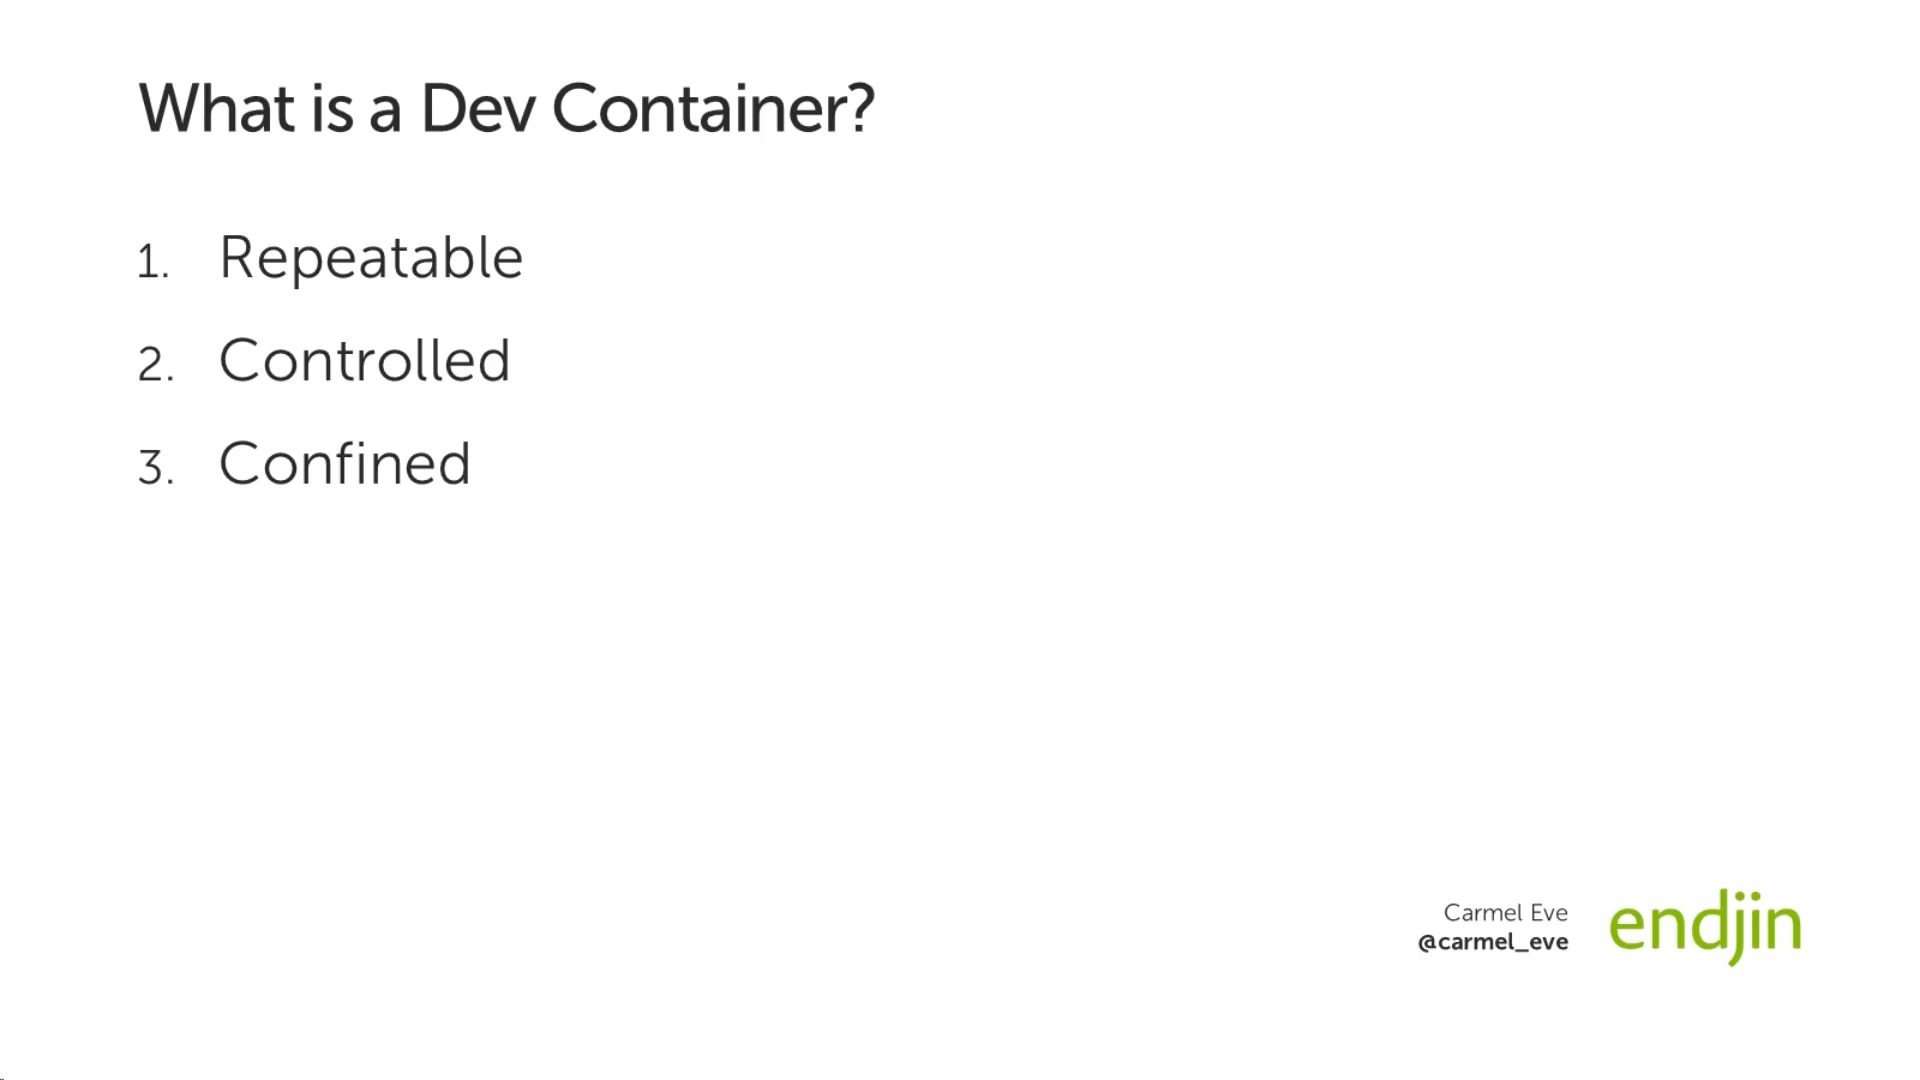 What is a Dev Container?
1. Repeatable
2. Controlled
3. Confined
Carmel Eve
@carmel_eve
endjin